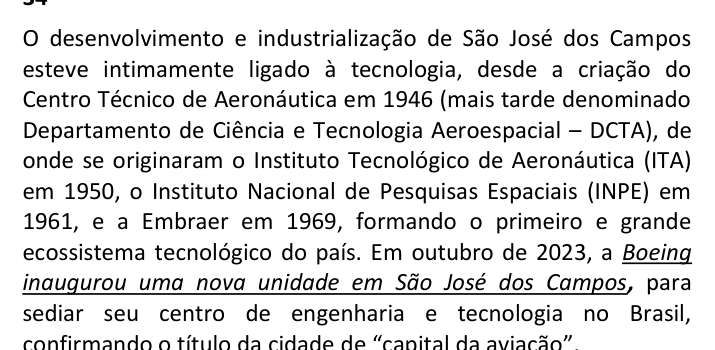 34
O desenvolvimento e industrialização de São José dos Campos
esteve intimamente ligado à tecnologia, desde a criação do
Centro Técnico de Aeronáutica em 1946 (mais tarde denominado
Departamento de Ciência e Tecnologia Aeroespacial – DCTA), de
onde se originaram o Instituto Tecnológico de Aeronáutica (ITA)
em 1950, o Instituto Nacional de Pesquisas Espaciais (INPE) em
1961, e a Embraer em 1969, formando o primeiro e grande
ecossistema tecnológico do país. Em outubro de 2023, a Boeing
inaugurou uma nova unidade em São José dos Campos, para
sediar seu centro de engenharia e tecnologia no Brasil,
confirmando o título da cidade de “capital da aviação”.